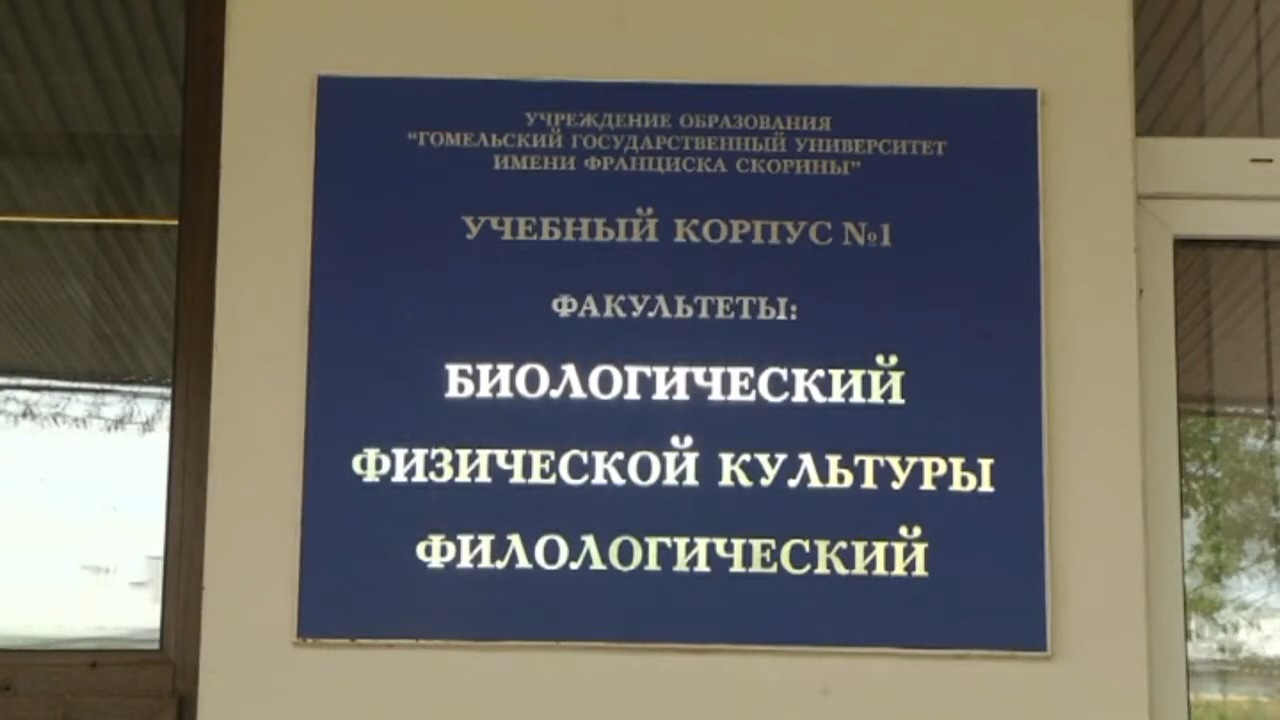 УЧРЕЖДЕНИЕ ОБРАЗОВАНИЯ
“ГОМЕЛЬСКИЙ ГОСУДАРСТВЕННЫЙ УНИВЕРСИТЕТ
ИМЕНИ ФРАНЦИСКА СКОРИНЫ”
УЧЕБНЫЙ КОРПУС №1
ФАКУЛЬТЕТЫ:
БИОЛОГИЧЕСКИЙ
ФИЗИЧЕСКОЙ КУЛЬТУРЫ
ФИЛОЛОГИЧЕСКИЙ